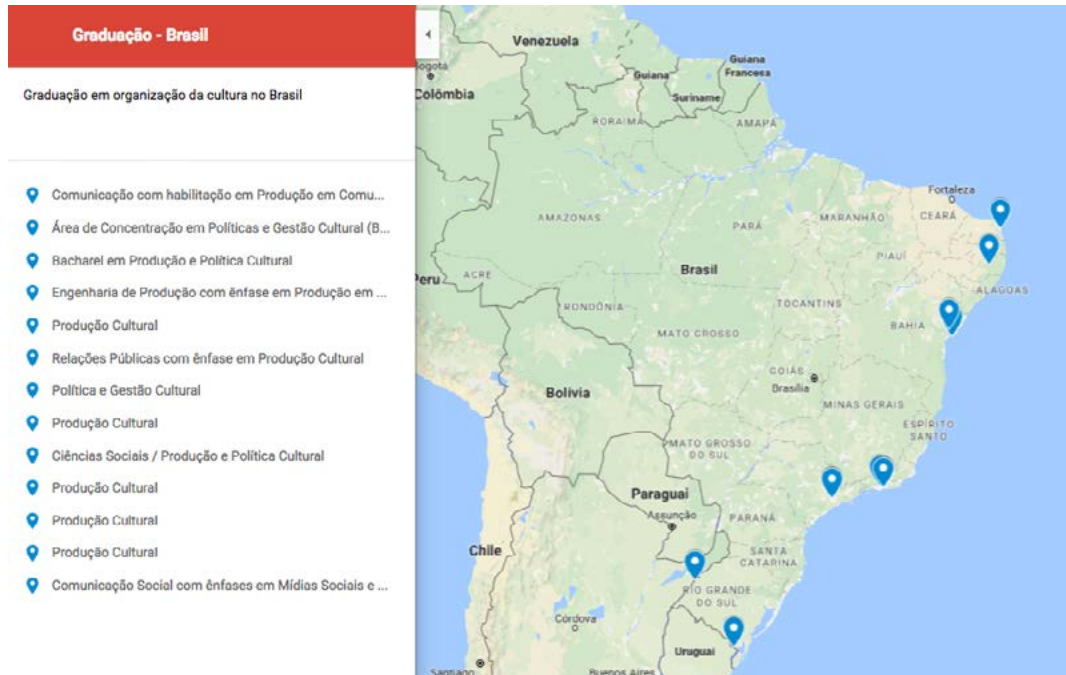 Graduação - Brasil
Graduação em organização da cultura no Brasil
Comunicação com habilitação em Produção em Comu...
Área de Concentração em Políticas e Gestão Cultural (B...
Bacharel em Produção e Política Cultural
Engenharia de Produção com ênfase em Produção em ...
Produção Cultural
Relações Públicas com ênfase em Produção Cultural
Política e Gestão Cultural
Produção Cultural
Ciências Sociais / Produção e Política Cultural
Produção Cultural
Produção Cultural
Produção Cultural
Comunicação Social com ênfases em Mídias Sociais e ...
Venezuela
Guiana
Francesa
Guiana
Suriname
Colômbia
RORAIMA
AMAPÁ
Fortaleza
AMAZONAS
PARÁ
MARANHÃO
CEARÁ
PIAUÍ
Brasil
ACRE
ALAGOAS
RONDÔNIA
TOCANTINS
BAHIA
MATO GROSSO
GOIÁS
Brasília
Bolívia
MINAS GERAIS
ESPÍRITO
SANTO
MATO GROSSO
DO SUL
Paraguai
Assunção
PARANÁ
Chile
SANTA
CATARINA
RIO GRANDE
DO SUL
Córdova
Uruguai
Santiago
Buenos Aires